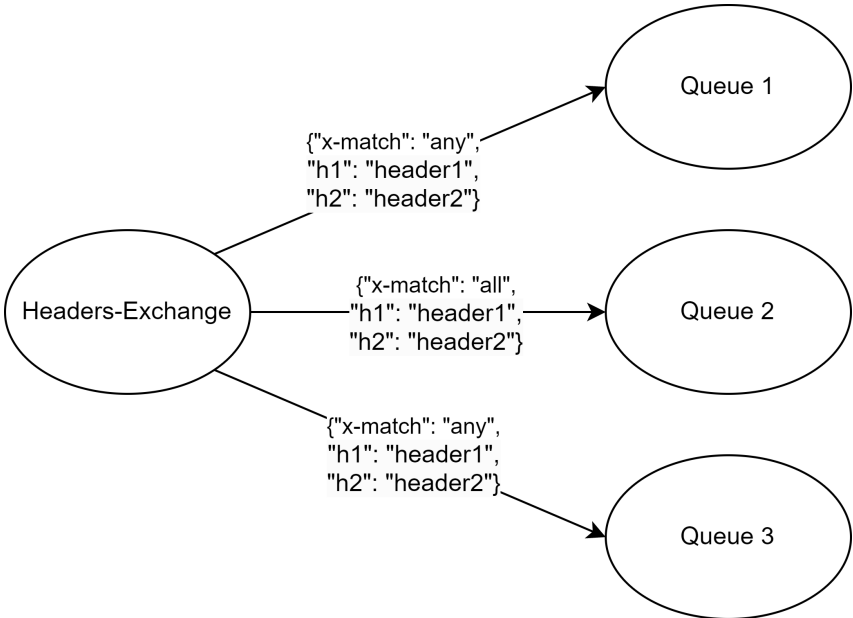 Queue 1
{"x-match": "any",
"h1": "header1",
"h2": "header2"}
Headers-Exchange
{"x-match": "all",
"h1": "header1",
"h2": "header2"}
Queue 2
{"x-match": "any",
"h1": "header1",
"h2": "header2"}
Queue 3